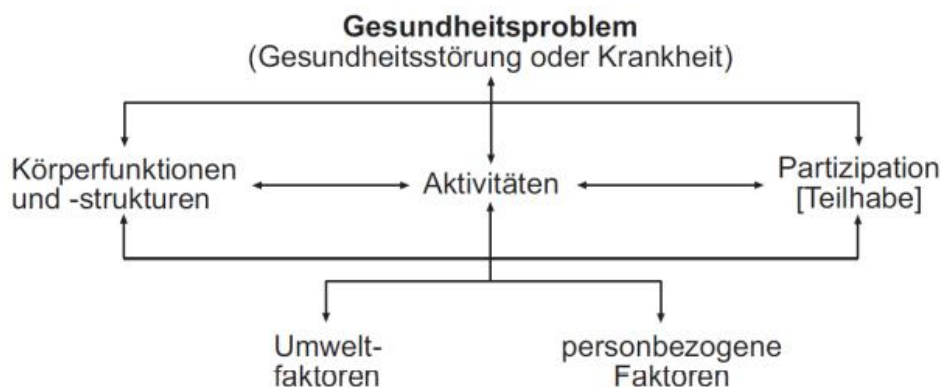 Gesundheitsproblem
(Gesundheitsstörung oder Krankheit)
Körperfunktionen
und -strukturen
Aktivitäten
Partizipation
[Teilhabe]
Umwelt-
faktoren
personbezogene
Faktoren